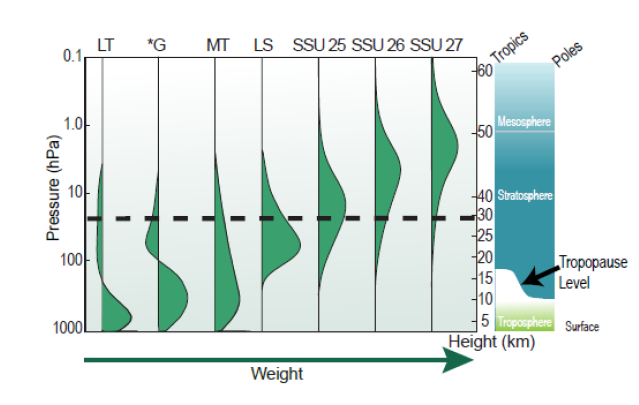 LT *G MT LS SSU 25 SSU 26 SSU 27 Tropics Poles
0.1
1.0
10
100
1000
Pressure (hPa)
60
50
40
30
25
20
15
10
5
Height (km)
Mesosphere
Stratosphere
Tropopause
Level
Troposphere
Surface
Weight